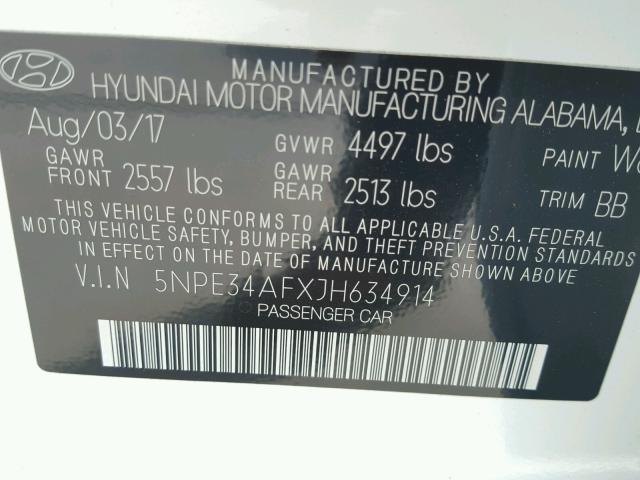 MANUFACTURED BY
HYUNDAI MOTOR MANUFACTURING ALABAMA,
Aug/03/17 GVWR 4497 lbs PAINT
GAWR FRONT 2557 lbs GAWR REAR 2513 lbs TRIM BB
THIS VEHICLE CONFORMS TO ALL APPLICABLE U.S.A. FEDERAL
MOTOR VEHICLE SAFETY, BUMPER, AND THEFT PREVENTION STANDARDS
IN EFFECT ON THE DATE OF MANUFACTURE SHOWN ABOVE.
V.I.N 5NPE34AFXJH634914
PASSENGER CAR